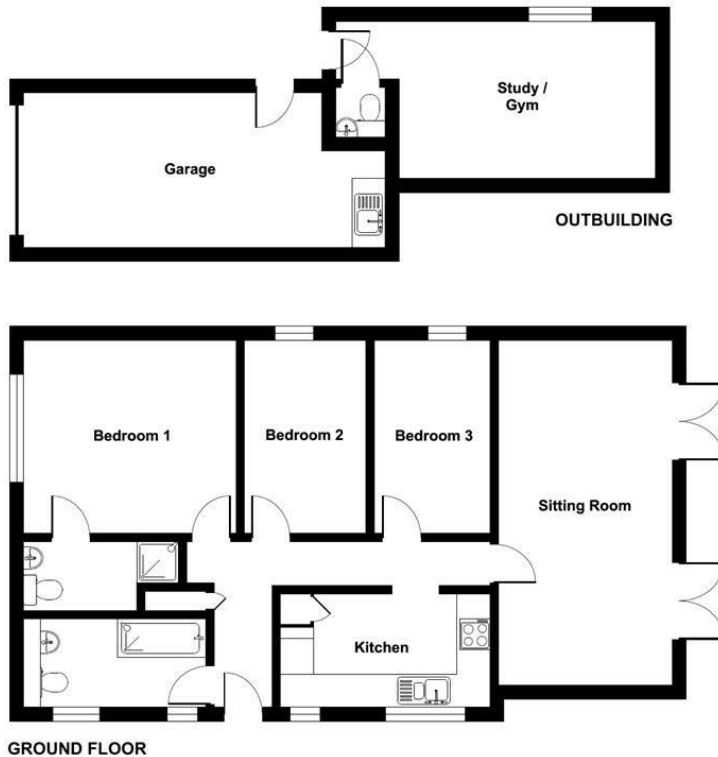 Study /
Gym
Garage
OUTBUILDING
Bedroom 1
Bedroom 2
Bedroom 3
Sitting Room
Kitchen
GROUND FLOOR